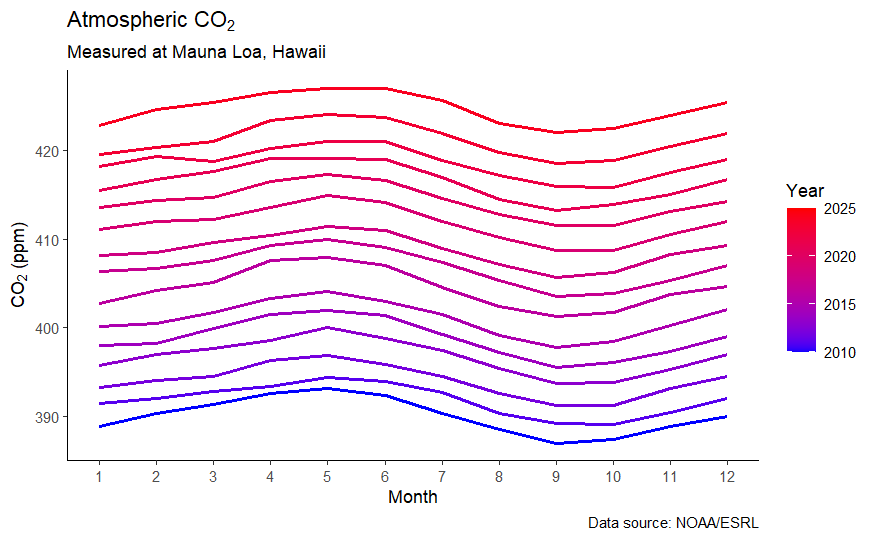 Atmospheric CO₂
Measured at Mauna Loa, Hawaii
CO₂ (ppm)
420
410
400
390
1 2 3 4 5 6 7 8 9 10 11 12
Month
Year
2025
2020
2015
2010
Data source: NOAA/ESRL